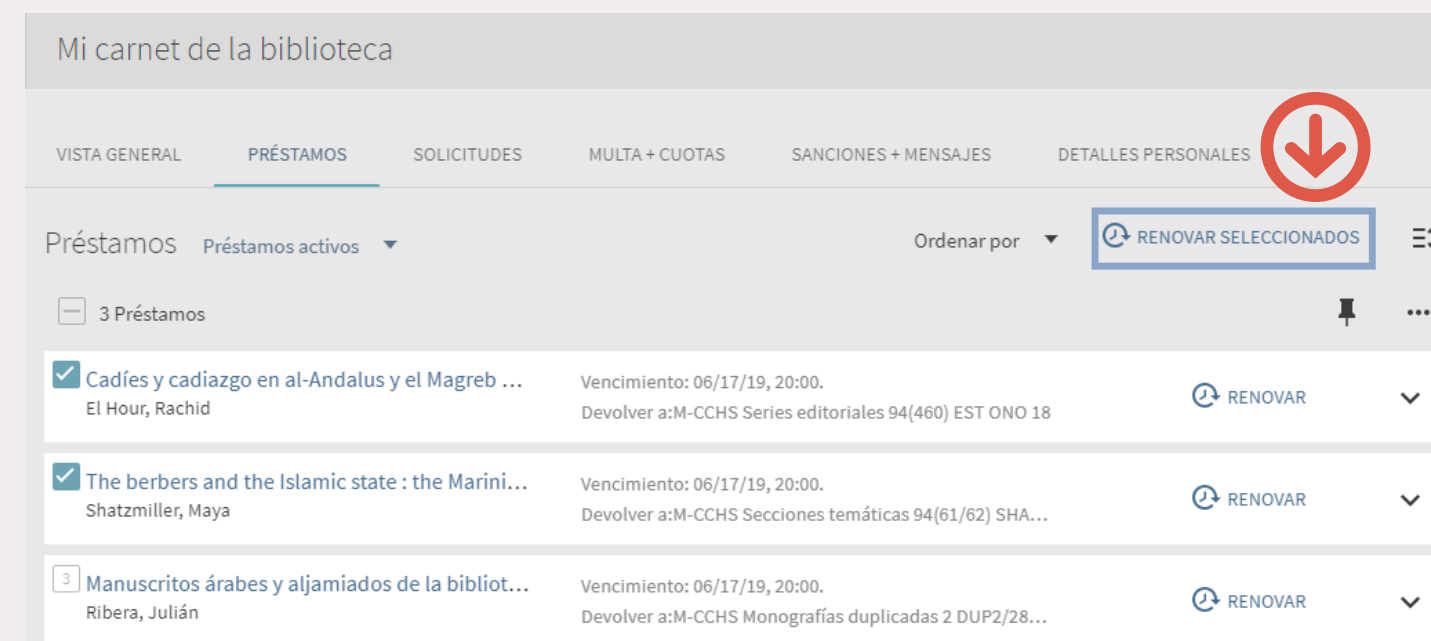 Mi carnet de la biblioteca
VISTA GENERAL PRÉSTAMOS SOLICITUDES MULTA + CUOTAS SANCIONES + MENSAJES DETALLES PERSONALES
Préstamos Préstamos activos Ordenar por RENOVAR SELECCIONADOS
3 Préstamos
Cadíes y cadiazgo en al-Andalus y el Magreb ... Vencimiento: 06/17/19, 20:00.
El Hour, Rachid Devolver a:M-CCHS Series editoriales 94(460) EST ONO 18
RENOVAR
The berbers and the Islamic state : the Marini... Vencimiento: 06/17/19, 20:00.
Shatzmiller, Maya Devolver a:M-CCHS Secciones temáticas 94(61/62) SHA...
RENOVAR
3 Manuscritos árabes y aljamiados de la bibliot... Vencimiento: 06/17/19, 20:00.
Ribera, Julián Devolver a:M-CCHS Monografías duplicadas 2 DUP2/28...
RENOVAR